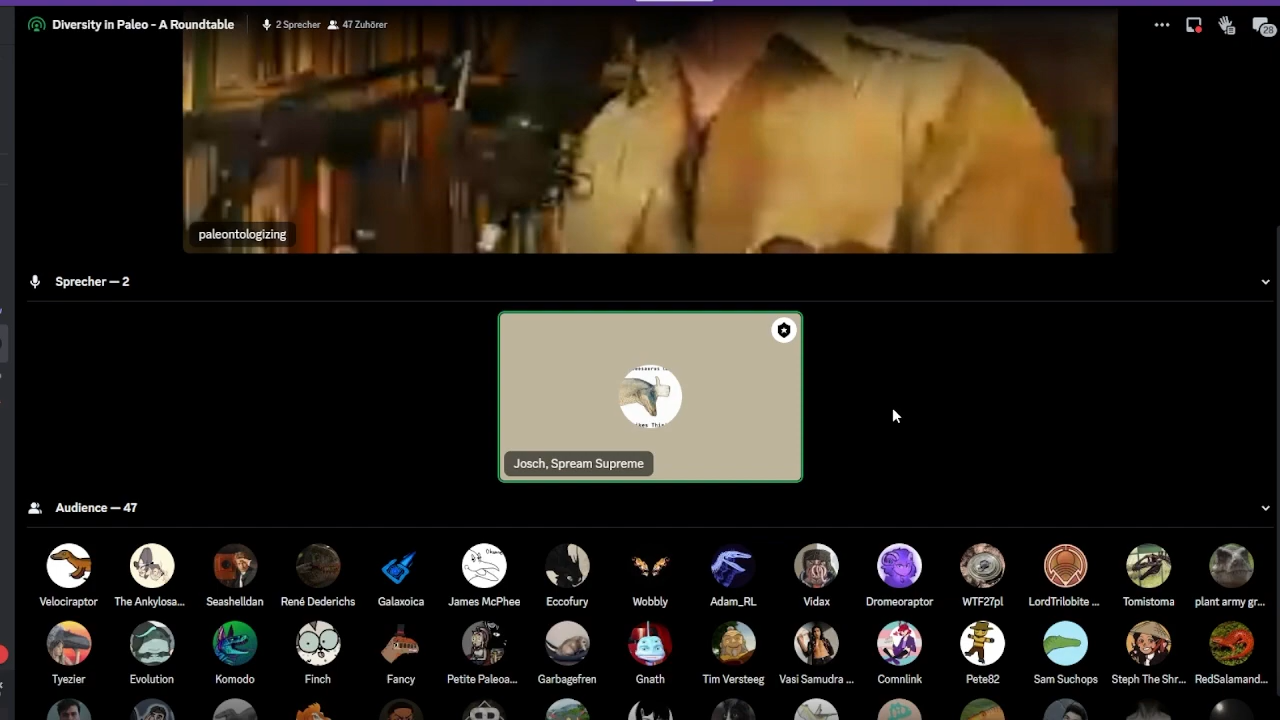 Diversity in Paleo - A Roundtable
2 Sprecher 47 Zuhörer
28
paleontologizing
Sprecher — 2
Josch, Spream Supreme
Audience — 47
Velociraptor The Ankylosa... Seashelldan René Dederichs Galaxoica James McPhee Eccofury Wobbly Adam_RL Vidax Dromeoraptor WTF27pl LordTrilobite ... Tomistoma plant army gr...
Tyezier Evolution Komodo Finch Fancy Petite Paleoa... Garbagefren Gnath Tim Versteeg Vasi Samudra ... Comnlink Pete82 Sam Suchops Steph The Shr... RedSalamand...